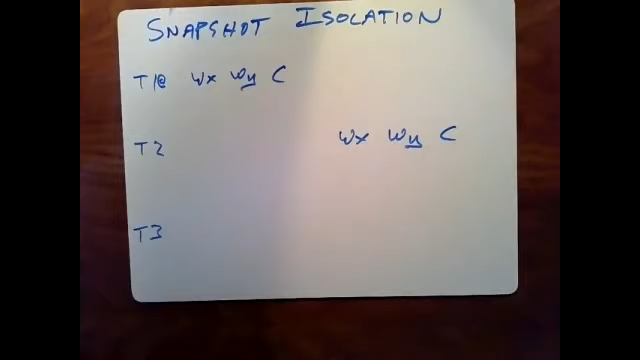 SNAPSHOT ISOLATION
T1@ Wx Wy C
T2 Wx Wy C
T3